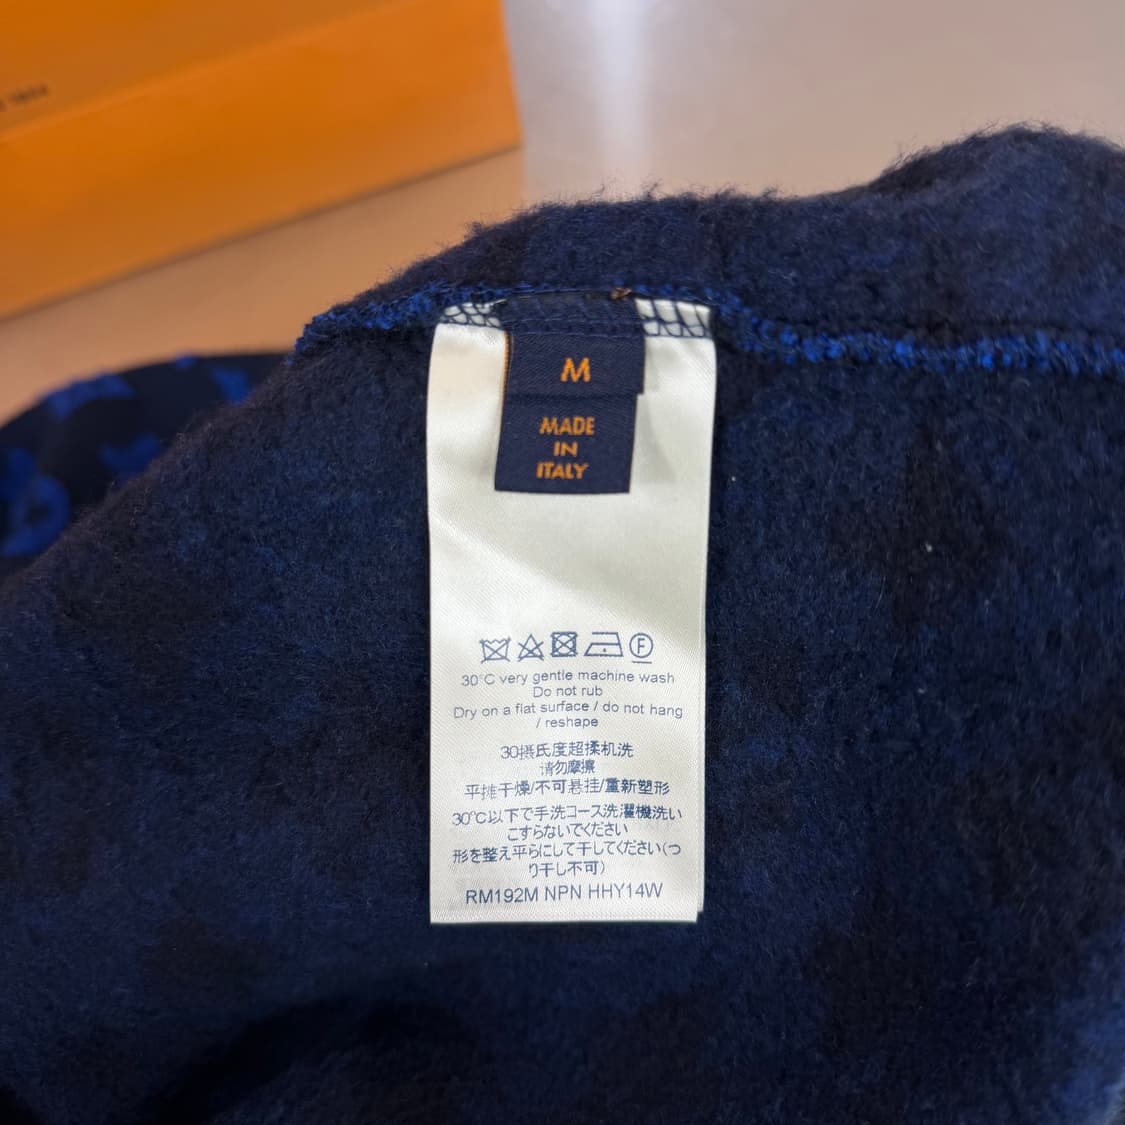 1854
M
MADE
IN
ITALY
F
30°C very gentle machine wash
Do not rub
Dry on a flat surface / do not hang
/ reshape
30摄氏度超揉机洗
请勿摩擦
平摊干燥/不可悬挂/重新塑形
30°C以下で手洗コース洗濯機洗い
こすらないでください
形を整え平らにして干してください(つ
り干し不可)
RM192M NPN HHY14W